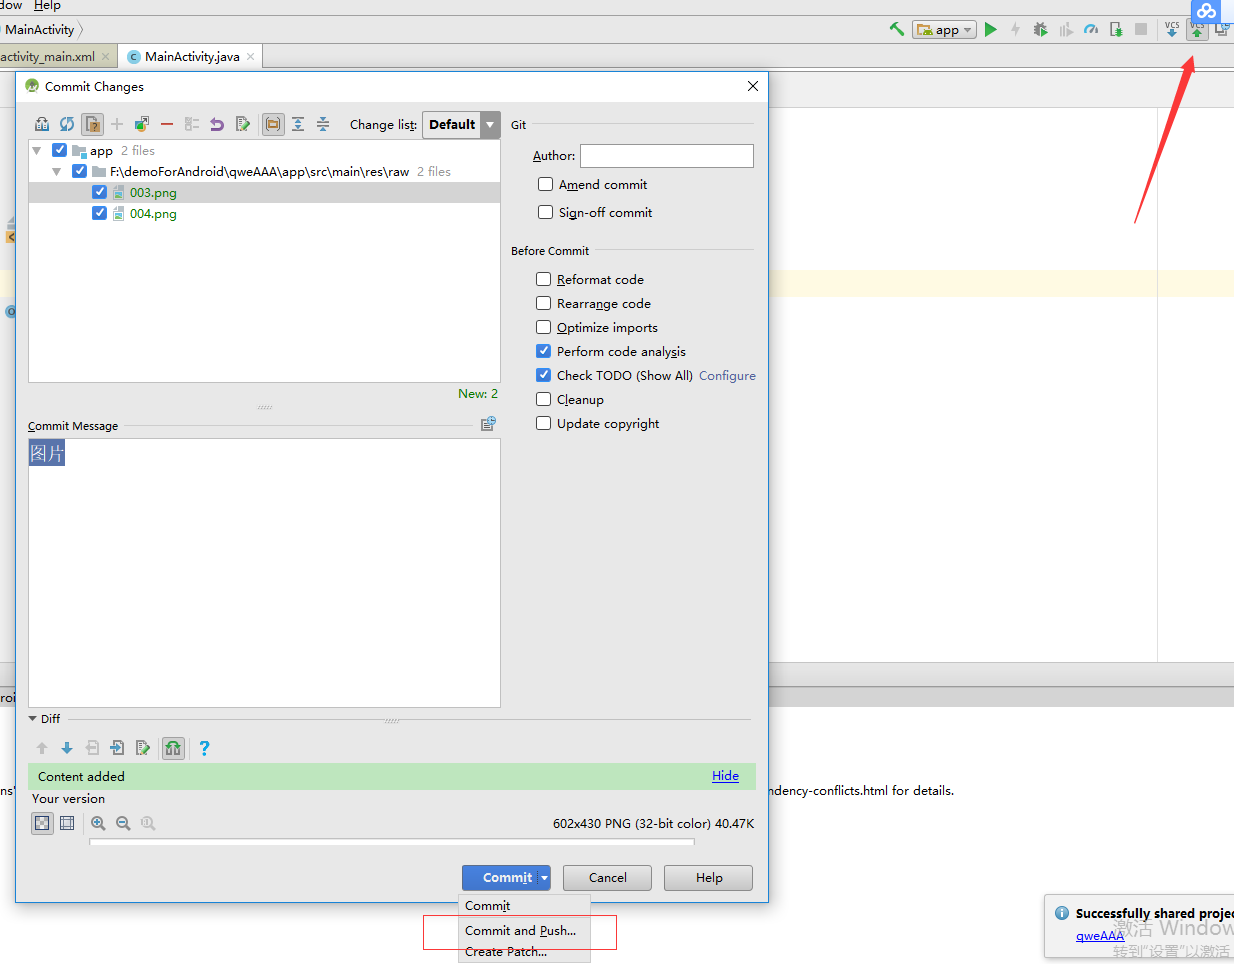 dow Help
MainActivity
app
VCS VCS
activity_main.xml MainActivity.java
Commit Changes
Change list: Default
Git
app 2 files
Author:
F:\demoForAndroid\qweAAA\app\src\main\res\raw 2 files
Amend commit
003.png
004.png
Sign-off commit
Before Commit
Reformat code
Rearrange code
Optimize imports
Perform code analysis
Check TODO (Show All) Configure
New: 2
Cleanup
Commit Message
Update copyright
图片
roi
Diff
Content added Hide
ns' ndency-conflicts.html for details.
Your version
602x430 PNG (32-bit color) 40.47K
Commit Cancel Help
Commit
Commit and Push...
Create Patch...
Successfully shared projec
qweAAA
激活 Window
转到"设置"以激活